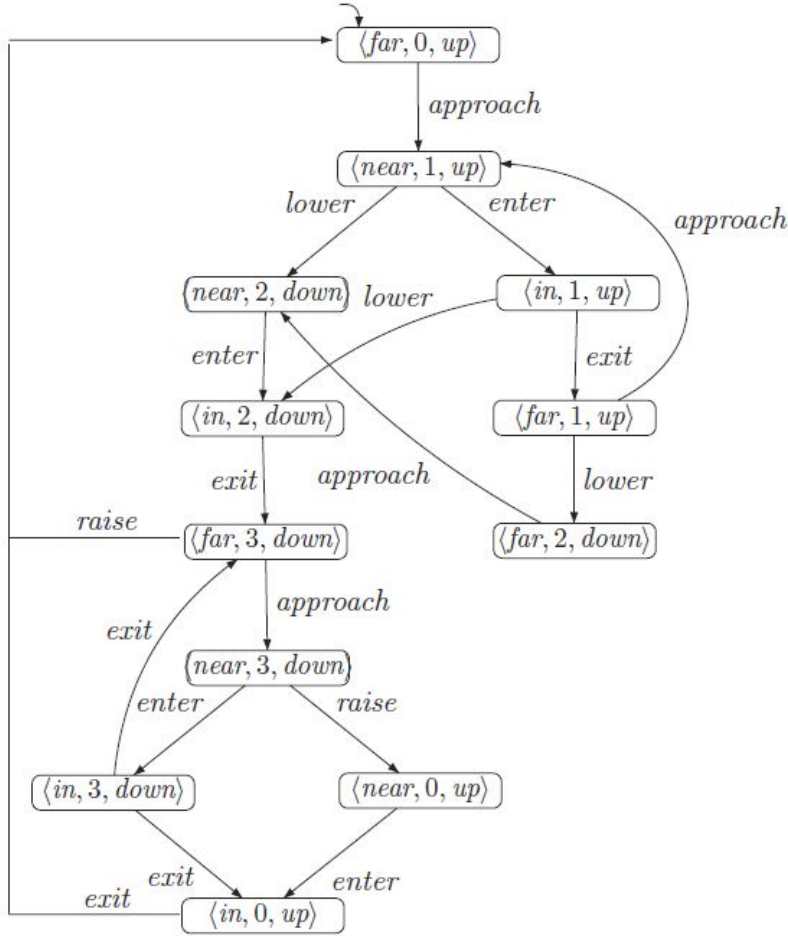 ⟨far, 0, up⟩
approach
⟨near, 1, up⟩
lower
enter
approach
⟨near, 2, down⟩
lower
⟨in, 1, up⟩
enter
exit
⟨in, 2, down⟩
⟨far, 1, up⟩
exit
approach
lower
raise
⟨far, 3, down⟩
⟨far, 2, down⟩
approach
exit
⟨near, 3, down⟩
enter
raise
⟨in, 3, down⟩
⟨near, 0, up⟩
exit
enter
exit
⟨in, 0, up⟩